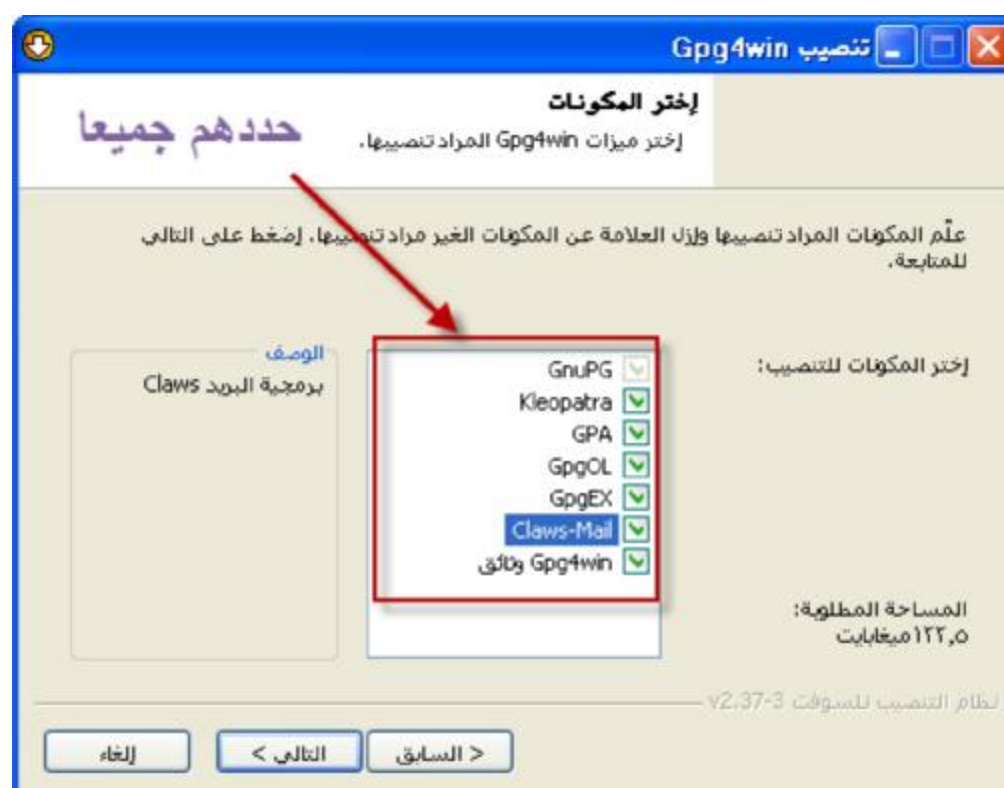 تنصيب Gpg4win
إختر المكونات
إختر ميزات Gpg4win المراد تنصيبها.
حددهم جميعا
علّم المكونات المراد تنصيبها وإزل العلامة عن المكونات الغير مراد تنصيبها. إضغط على التالي
للمتابعة.
إختر المكونات للتنصيب:
GnuPG
Kleopatra
GPA
GpgOL
GpgEX
Claws-Mail
Gpg4win وثائق
الوصف
برمجية البريد Claws
المساحة المطلوبة:
١٢٢,٥ميغابايت
نظام التنصيب للسوفت v2.37-3
< السابق
التالي >
إلغاء